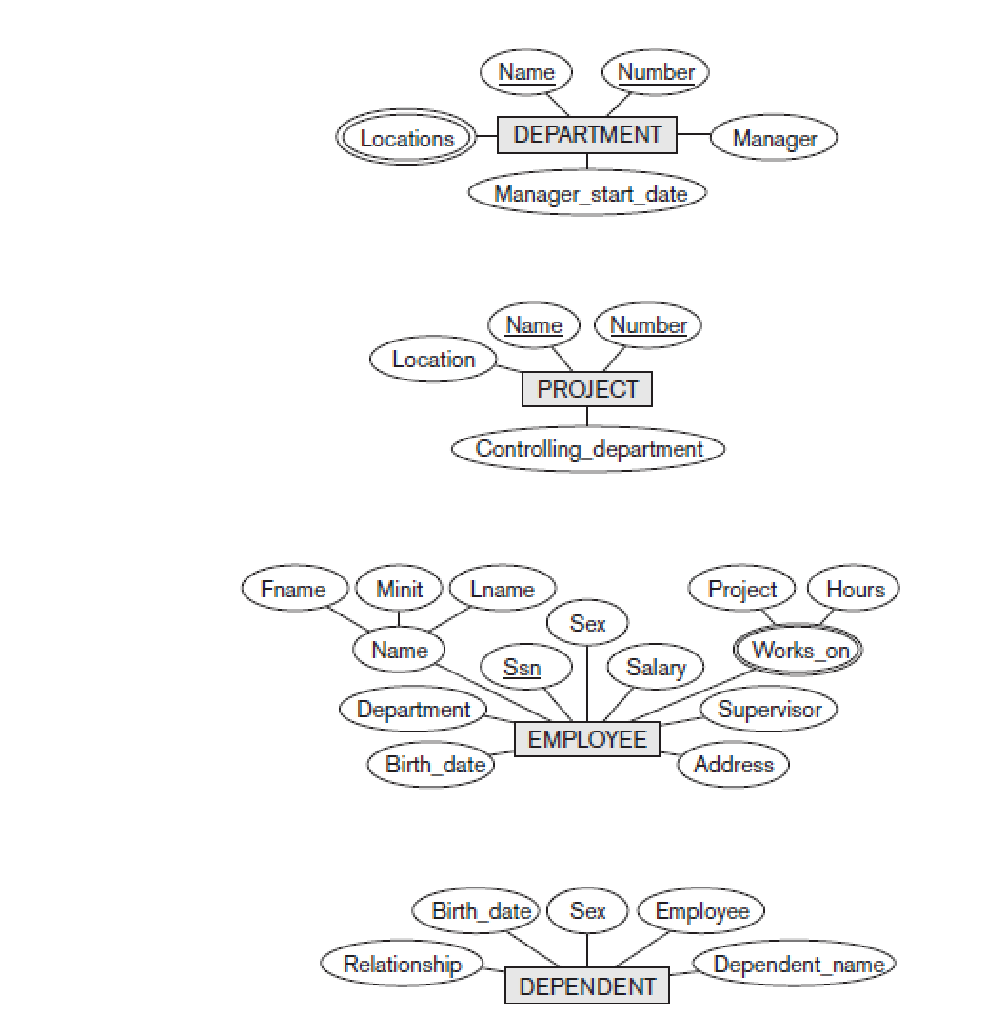 Name Number
Locations DEPARTMENT Manager
Manager_start_date
Name Number
Location
PROJECT
Controlling_department
Fname Minit Lname Project Hours
Sex
Name Works_on
Ssn Salary
Department Supervisor
EMPLOYEE
Birth_date Address
Birth_date Sex Employee
Relationship Dependent_name
DEPENDENT